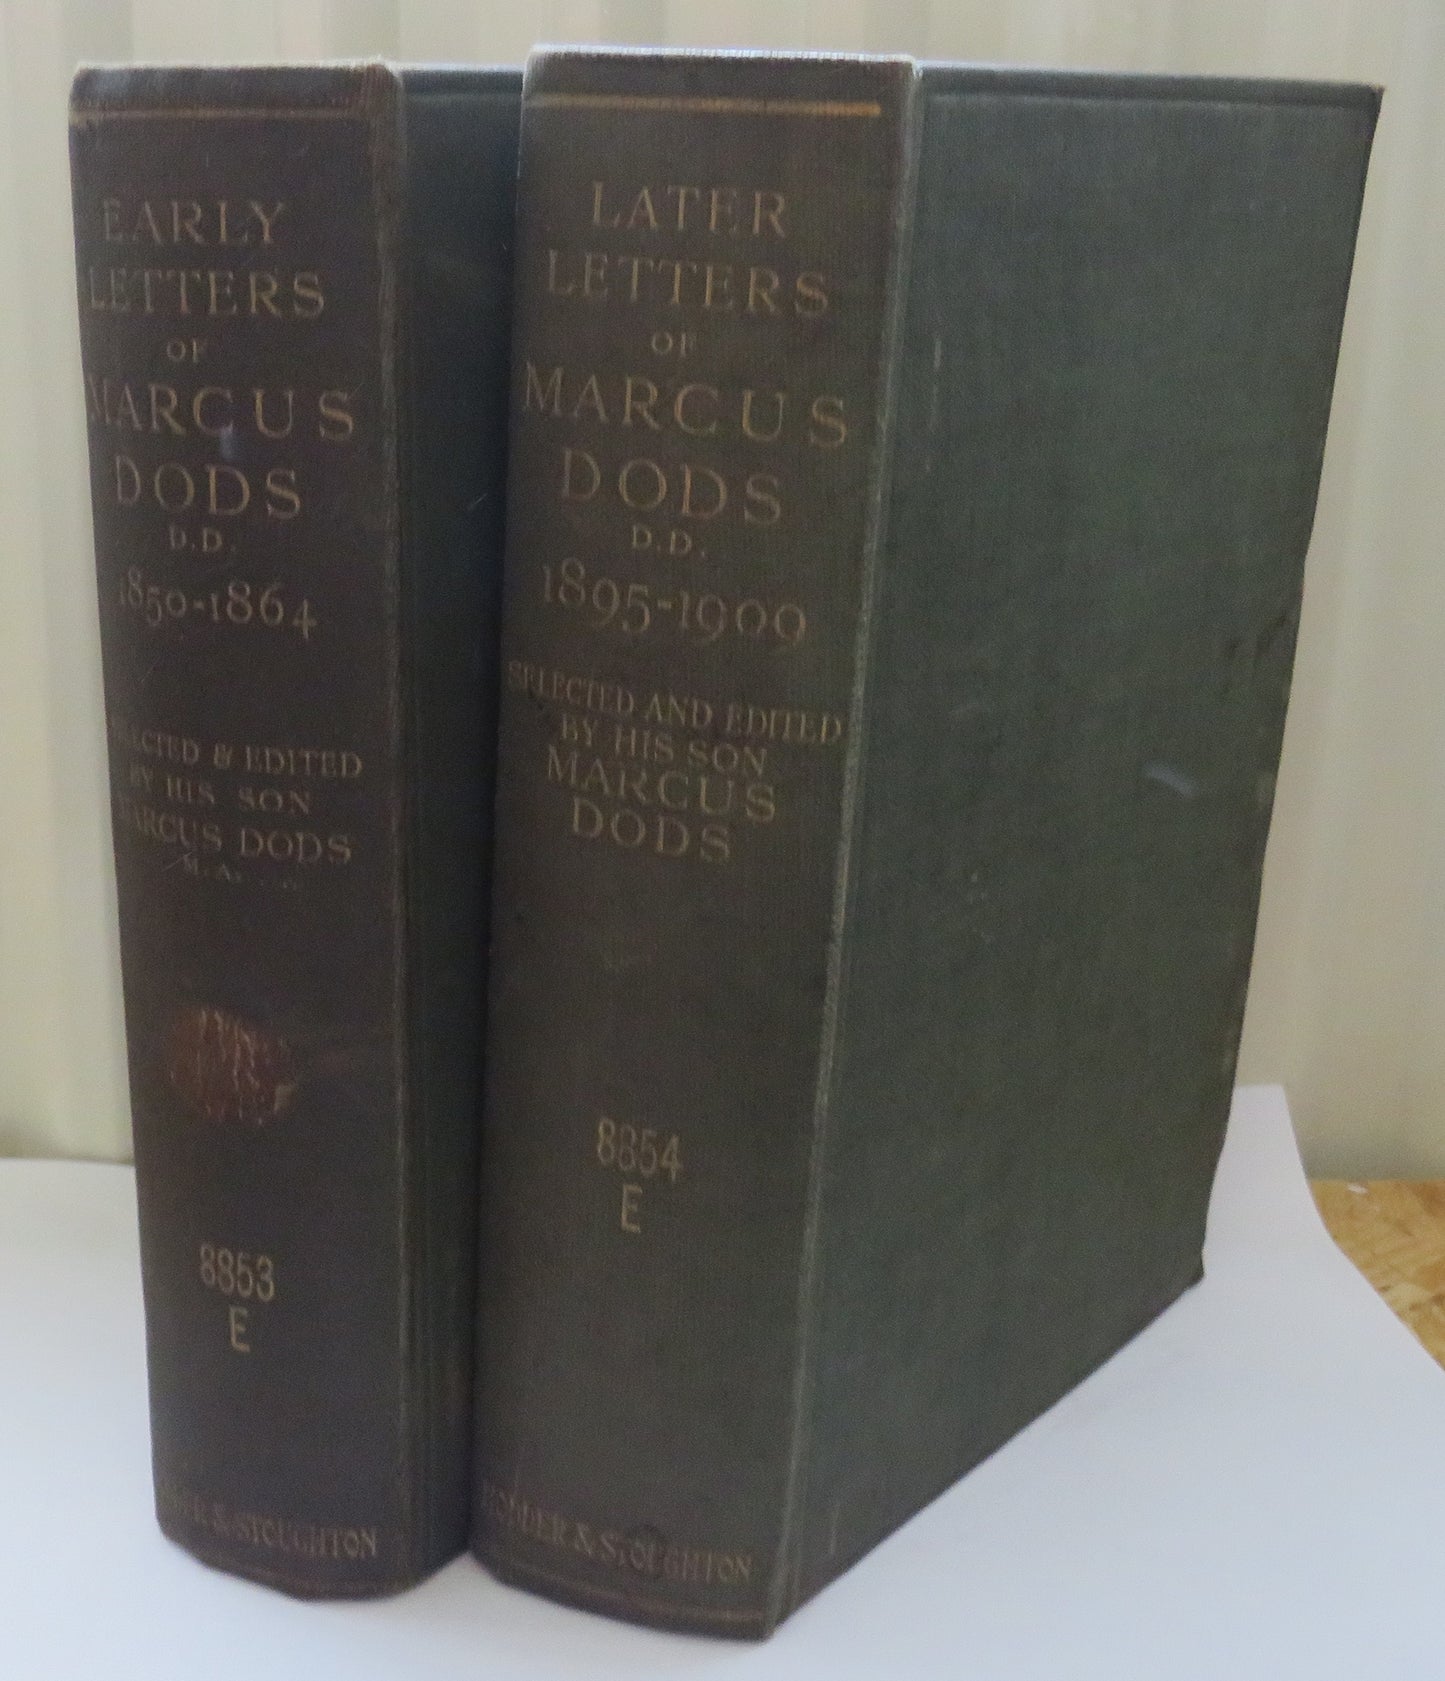 EARLY
LETTERS
OF
MARCUS
DODS
D.D.
1850-1864
& EDITED
BY HIS SON
MARCUS DODS
M.A.
8853
E
& STOUGHTON
LATER
LETTERS
OF
MARCUS
DODS
D.D.
1895-1909
SELECTED AND EDITED
BY HIS SON
MARCUS
DODS
8854
E
HODDER & STOUGHTON